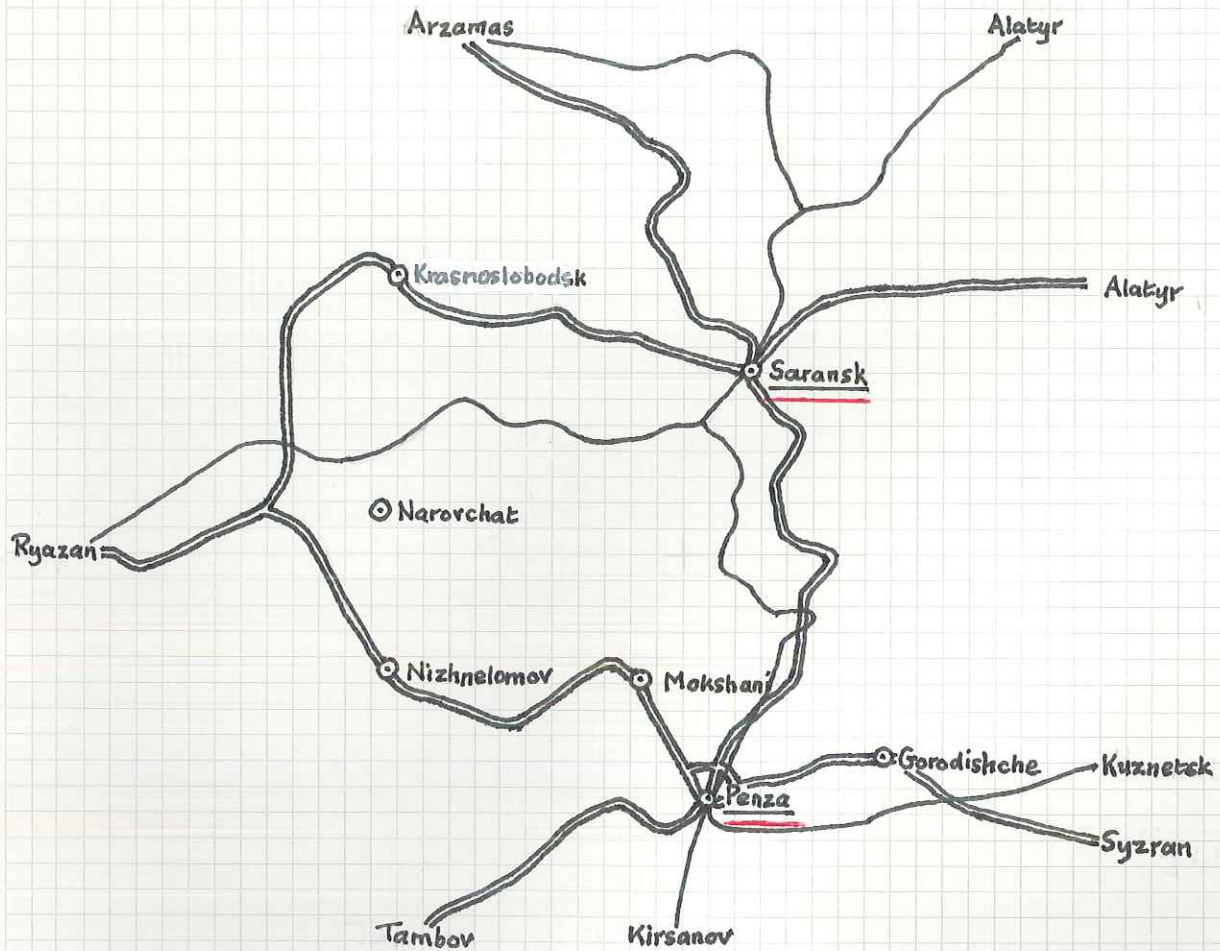 Arzamas
Alatyr
Krasnoslobodsk
Alatyr
Saransk
Narovchat
Ryazan
Nizhnelomov
Mokshani
Gorodishche
Kuznetsk
Penza
Syzran
Tambov
Kirsanov